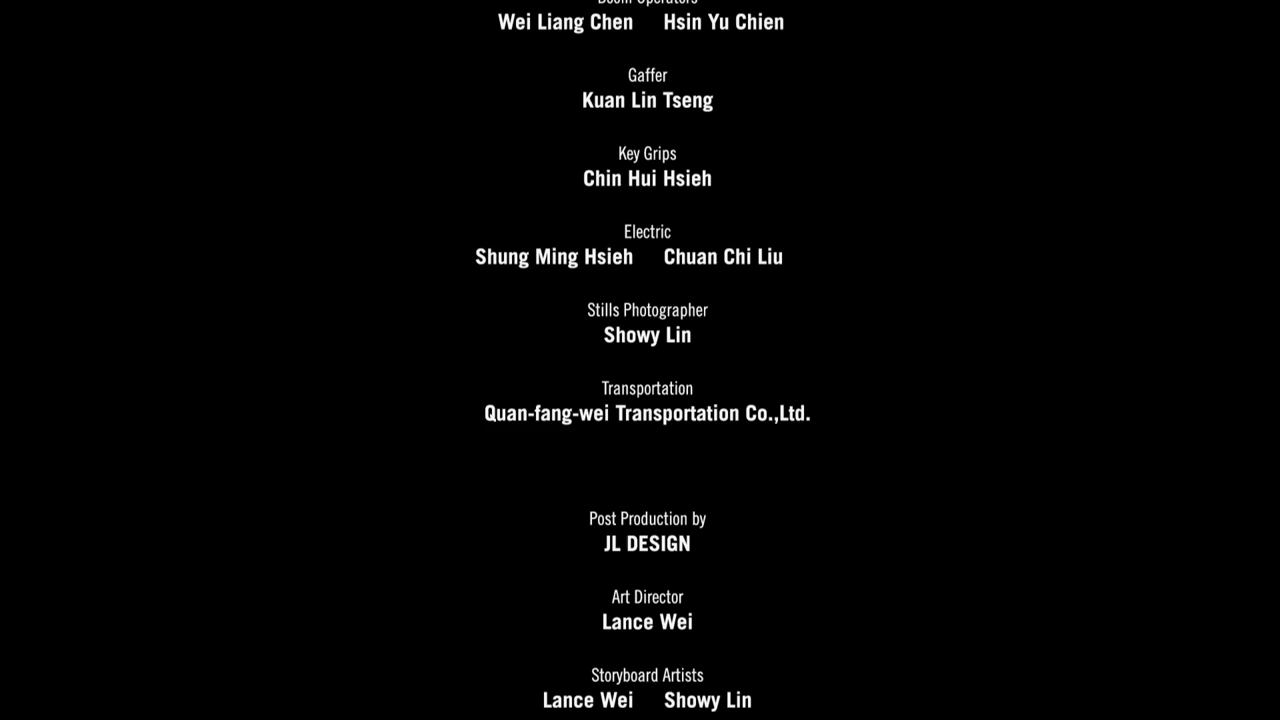 Wei Liang Chen Hsin Yu Chien
Gaffer
Kuan Lin Tseng
Key Grips
Chin Hui Hsieh
Electric
Shung Ming Hsieh Chuan Chi Liu
Stills Photographer
Showy Lin
Transportation
Quan-fang-wei Transportation Co.,Ltd.
Post Production by
JL DESIGN
Art Director
Lance Wei
Storyboard Artists
Lance Wei Showy Lin